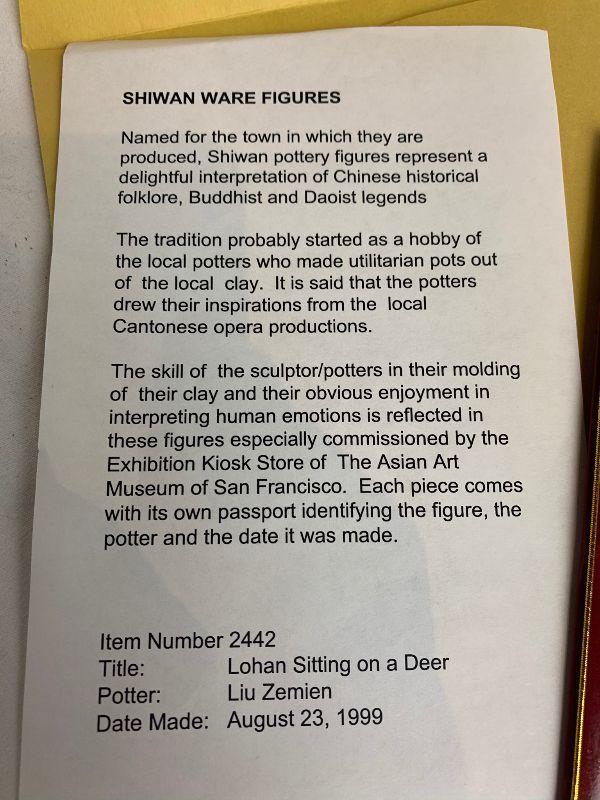 SHIWAN WARE FIGURES
Named for the town in which they are
produced, Shiwan pottery figures represent a
delightful interpretation of Chinese historical
folklore, Buddhist and Daoist legends
The tradition probably started as a hobby of
the local potters who made utilitarian pots out
of the local clay. It is said that the potters
drew their inspirations from the local
Cantonese opera productions.
The skill of the sculptor/potters in their molding
of their clay and their obvious enjoyment in
interpreting human emotions is reflected in
these figures especially commissioned by the
Exhibition Kiosk Store of The Asian Art
Museum of San Francisco. Each piece comes
with its own passport identifying the figure, the
potter and the date it was made.
Item Number 2442
Title: Lohan Sitting on a Deer
Potter: Liu Zemien
Date Made: August 23, 1999